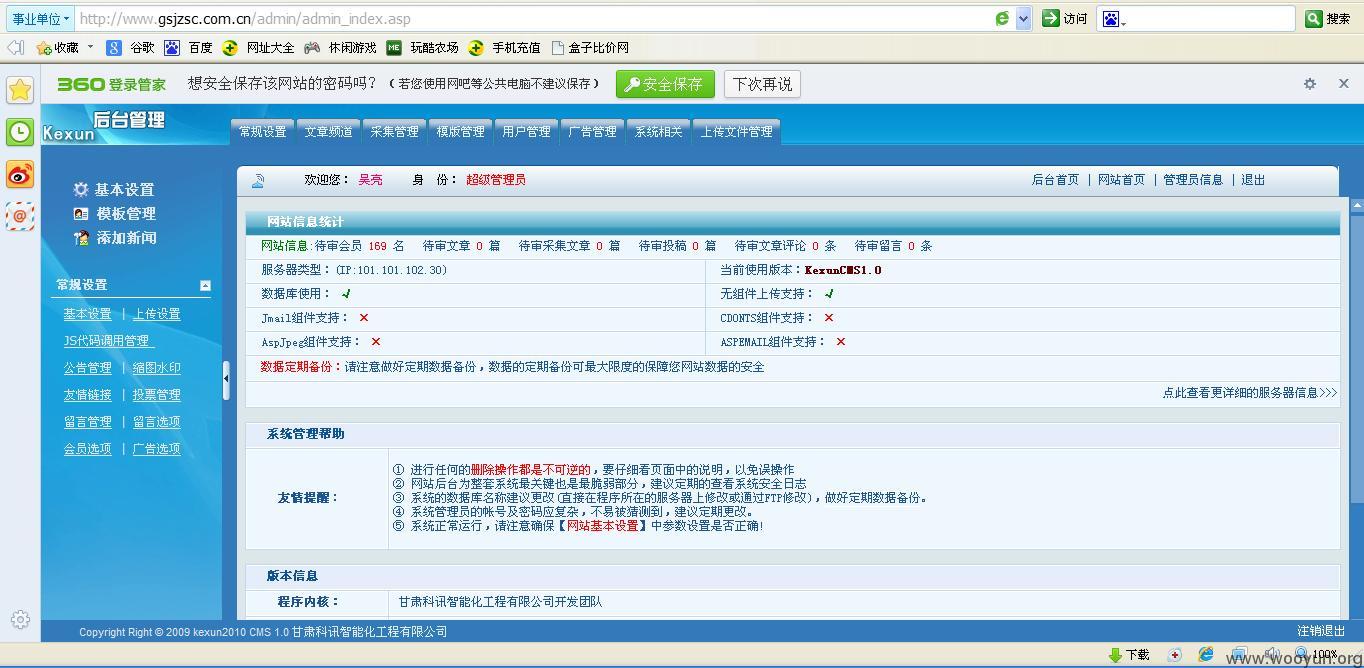 事业单位 http://www.gsjzsc.com.cn/admin/admin_index.asp 访问 搜索
收藏 谷歌 百度 网址大全 休闲游戏 玩酷农场 手机充值 盒子比价网
360登录管家 想安全保存该网站的密码吗？（若您使用网吧等公共电脑不建议保存） 安全保存 下次再说
Kexun 后台管理
常规设置 文章频道 采集管理 模版管理 用户管理 广告管理 系统相关 上传文件管理
欢迎您： 吴亮 身 份： 超级管理员 后台首页 | 网站首页 | 管理员信息 | 退出
基本设置
模板管理
添加新闻
常规设置
基本设置 | 上传设置
JS代码调用管理
公告管理 | 缩图水印
友情链接 | 投票管理
留言管理 | 留言选项
会员选项 | 广告选项
网站信息统计
网站信息:待审会员 169 名 待审文章 0 篇 待审采集文章 0 篇 待审投稿 0 篇 待审文章评论 0 条 待审留言 0 条
服务器类型：(IP:101.101.102.30) 当前使用版本：KexunCMS1.0
数据库使用： ✓ 无组件上传支持： ✓
Jmail组件支持： ✕ CDONTS组件支持： ✕
AspJpeg组件支持： ✕ ASPEMAIL组件支持： ✕
数据定期备份：请注意做好定期数据备份，数据的定期备份可最大限度的保障您网站数据的安全
点此查看更详细的服务器信息>>>
系统管理帮助
友情提醒：
① 进行任何的删除操作都是不可逆的，要仔细看页面中的说明，以免误操作
② 网站后台为整套系统最关键也是最脆弱部分，建议定期的查看系统安全日志
③ 系统的数据库名称建议更改(直接在程序所在的服务器上修改或通过FTP修改)，做好定期数据备份。
④ 系统管理员的帐号及密码应复杂，不易被猜测到，建议定期更改。
⑤ 系统正常运行，请注意确保【网站基本设置】中参数设置是否正确!
版本信息
程序内核： 甘肃科讯智能化工程有限公司开发团队
Copyright Right © 2009 kexun2010 CMS 1.0 甘肃科讯智能化工程有限公司 注销退出
下载 100%
www.wooyun.org